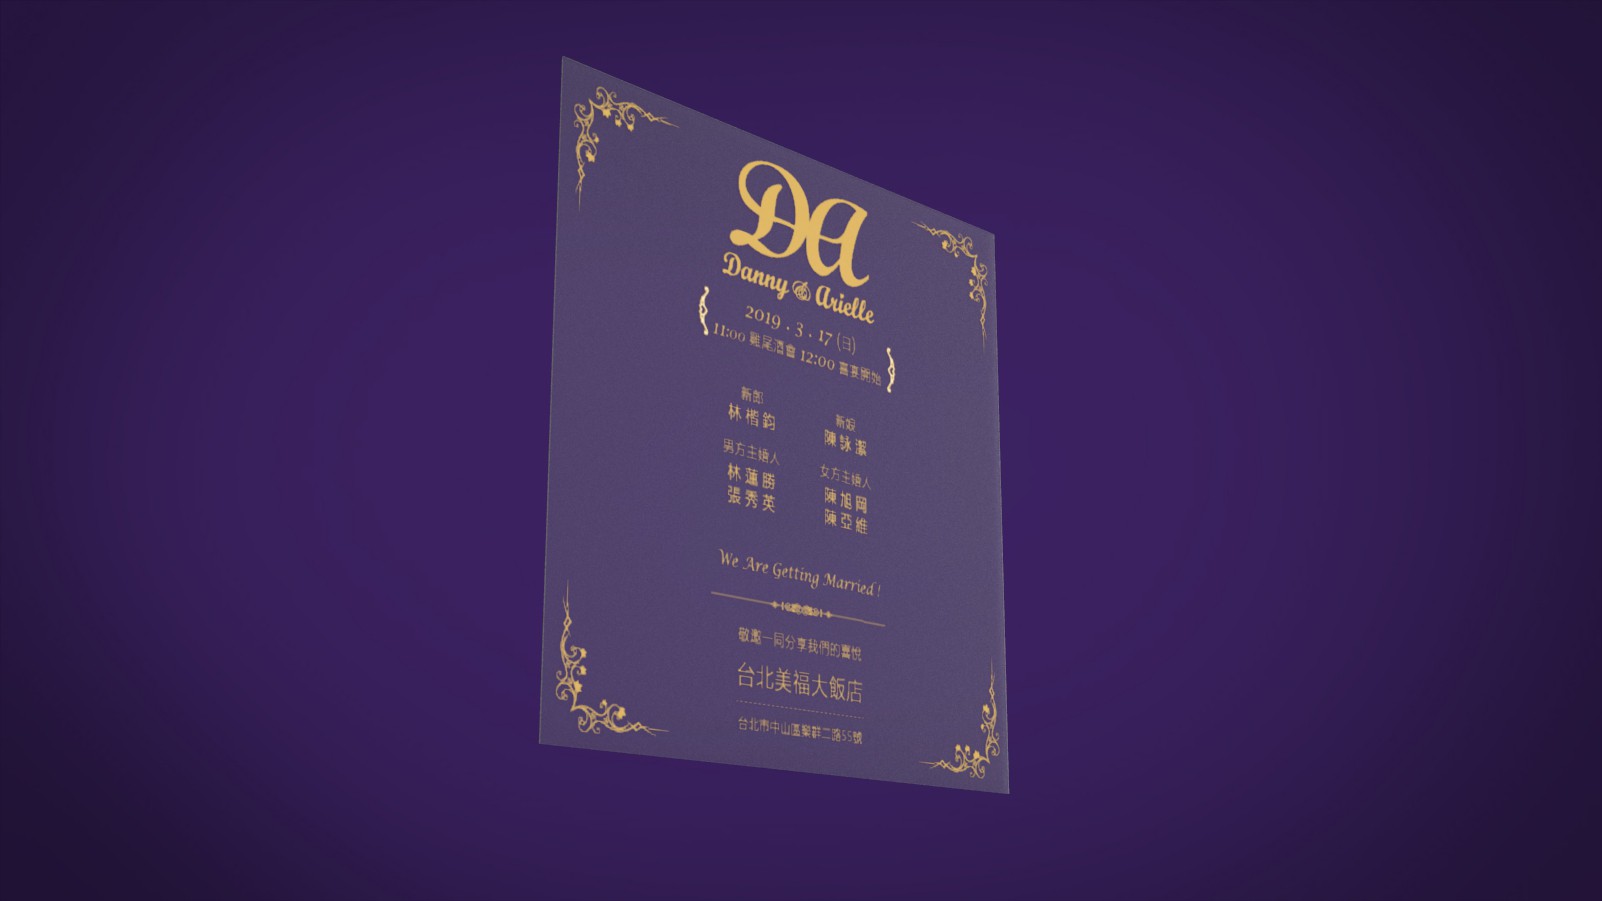 DA
Danny & Arielle
2019 . 3 . 17 (日)
11:00 雞尾酒會 12:00 喜宴開始
新郎
林楷鈞
男方主婚人
林蓮勝
張秀英
新娘
陳詠潔
女方主婚人
陳旭岡
陳亞維
We Are Getting Married!
敬邀一同分享我們的喜悅
台北美福大飯店
台北市中山區樂群二路55號